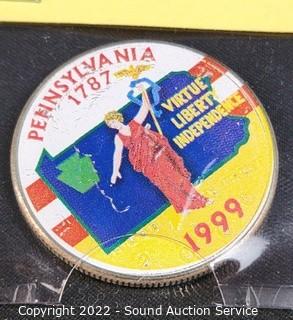 PENNSYLVANIA
1787
VIRTUE
LIBERTY
INDEPENDENCE
1999
Copyright 2022 - Sound Auction Service